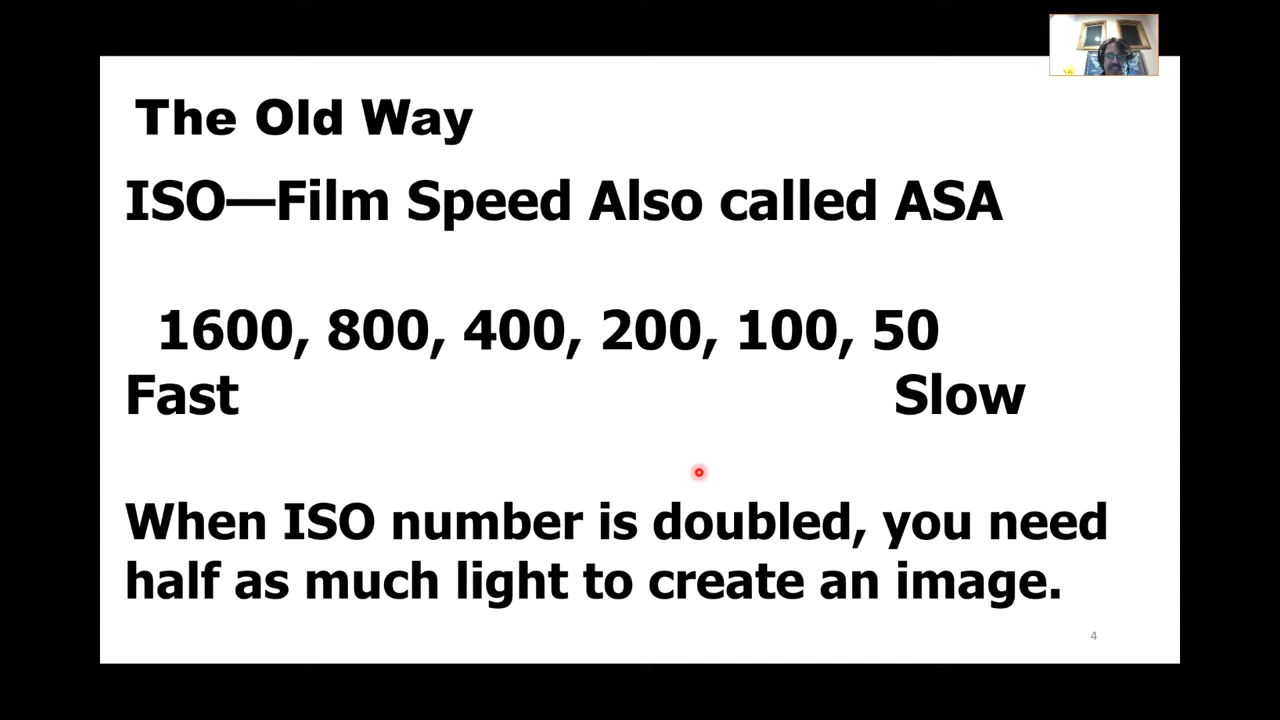 The Old Way
ISO—Film Speed Also called ASA
1600, 800, 400, 200, 100, 50
Fast Slow
When ISO number is doubled, you need
half as much light to create an image.
4